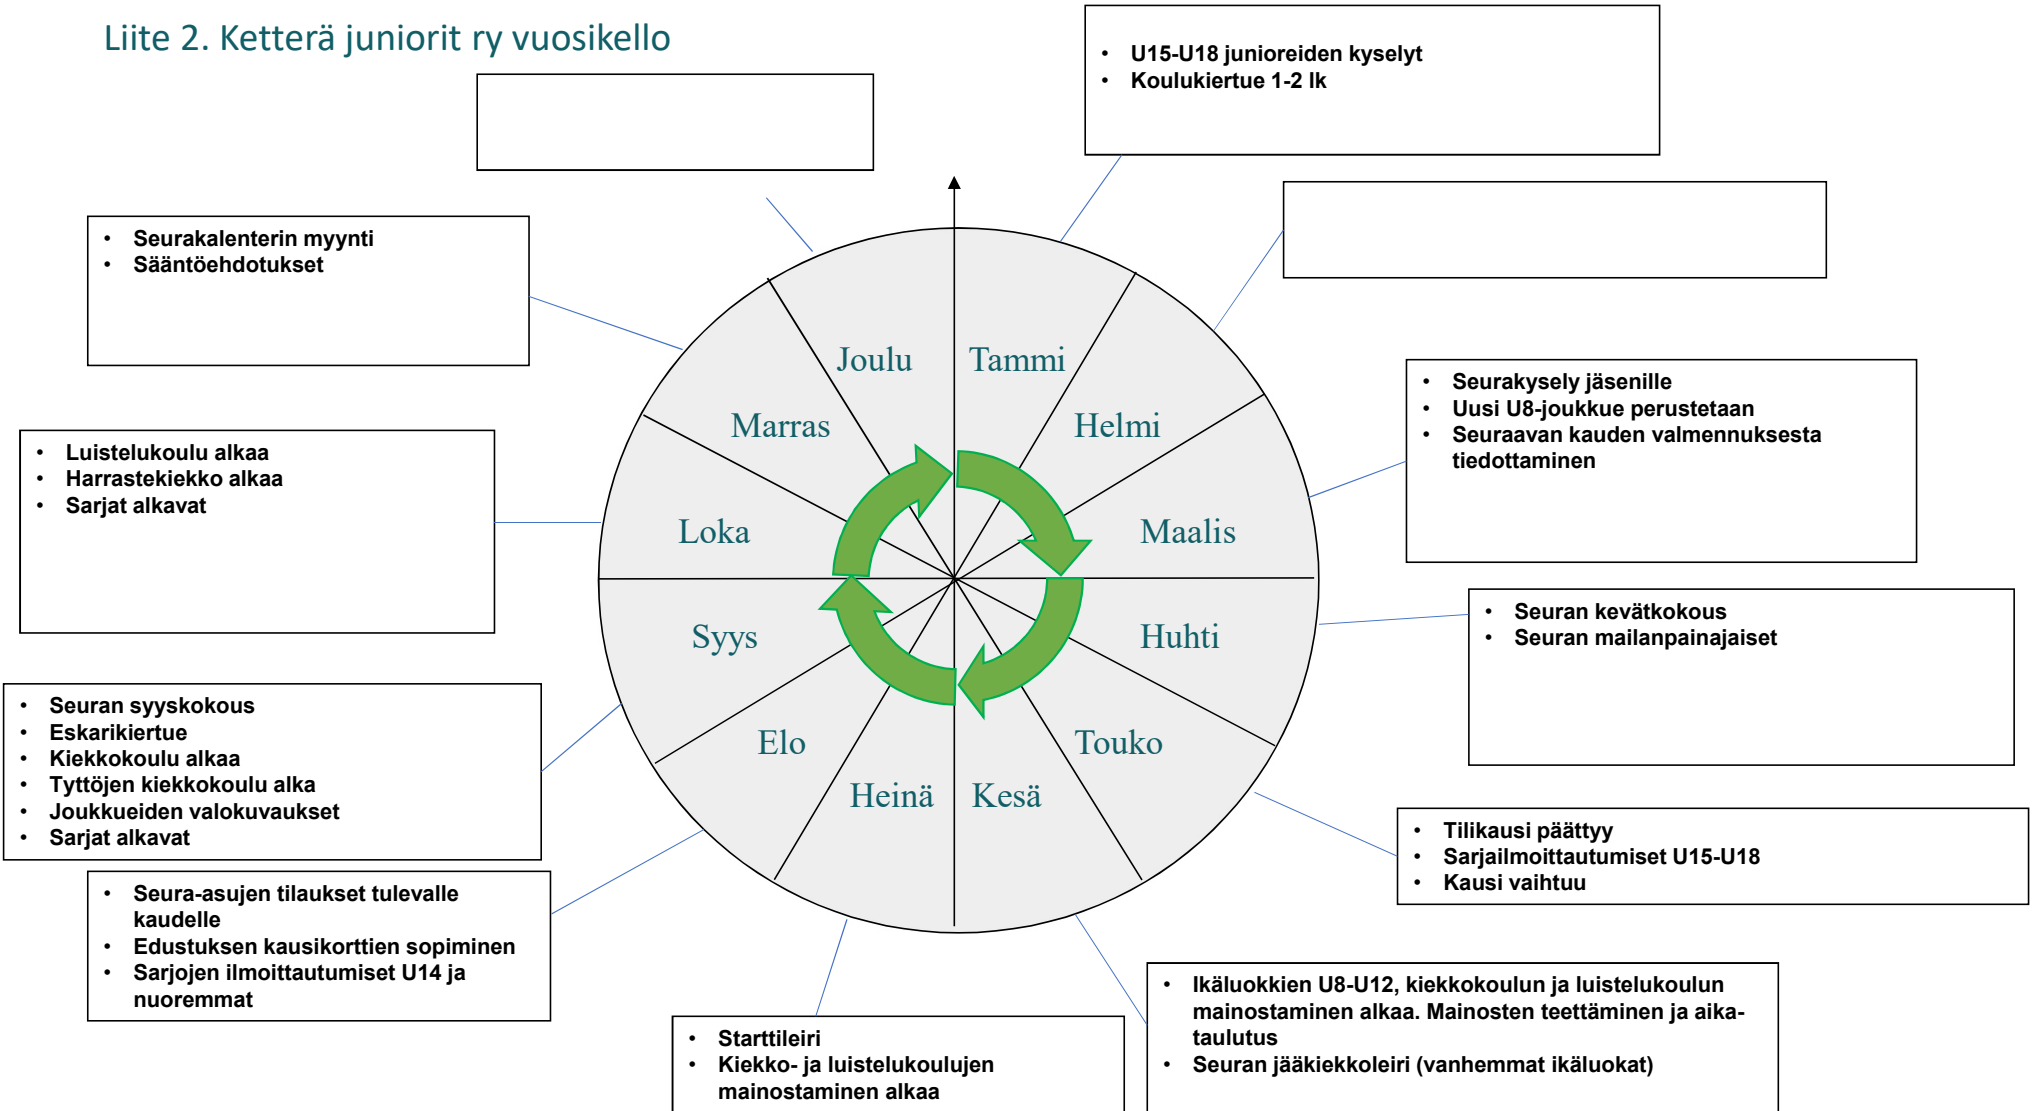 Liite 2. Ketterä juniorit ry vuosikello
• U15-U18 junioreiden kyselyt
• Koulukiertue 1-2 lk
• Seurakalenterin myynti
• Sääntöehdotukset
Joulu
Tammi
Marras
Helmi
Loka
Maalis
Syys
Huhti
Elo
Touko
Heinä
Kesä
• Seurakysely jäsenille
• Uusi U8-joukkue perustetaan
• Seuraavan kauden valmennuksesta
tiedottaminen
• Luistelukoulu alkaa
• Harrastekiekko alkaa
• Sarjat alkavat
• Seuran kevätkokous
• Seuran mailanpainajaiset
• Seuran syyskokous
• Eskarikiertue
• Kiekkokoulu alkaa
• Tyttöjen kiekkokoulu alka
• Joukkueiden valokuvaukset
• Sarjat alkavat
• Tilikausi päättyy
• Sarjailmoittautumiset U15-U18
• Kausi vaihtuu
• Seura-asujen tilaukset tulevalle
kaudelle
• Edustuksen kausikorttien sopiminen
• Sarjojen ilmoittautumiset U14 ja
nuoremmat
• Ikäluokkien U8-U12, kiekkokoulun ja luistelukoulun
mainostaminen alkaa. Mainosten teettäminen ja aika-
taulutus
• Seuran jääkiekkoleiri (vanhemmat ikäluokat)
• Starttileiri
• Kiekko- ja luistelukoulujen
mainostaminen alkaa